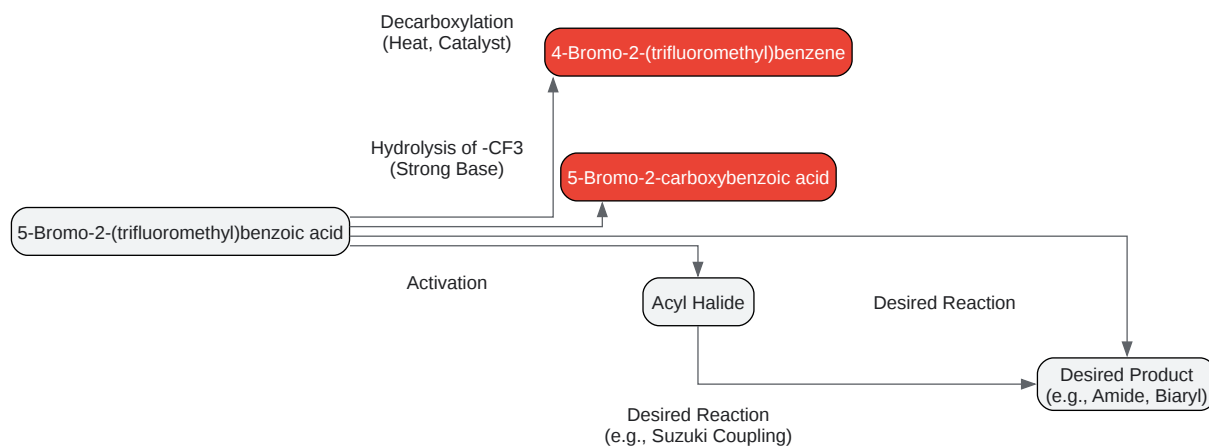 Decarboxylation
(Heat, Catalyst)
4-Bromo-2-(trifluoromethyl)benzene
Hydrolysis of -CF3
(Strong Base)
5-Bromo-2-carboxybenzoic acid
5-Bromo-2-(trifluoromethyl)benzoic acid
Activation
Acyl Halide
Desired Reaction
Desired Product
(e.g., Amide, Biaryl)
Desired Reaction
(e.g., Suzuki Coupling)